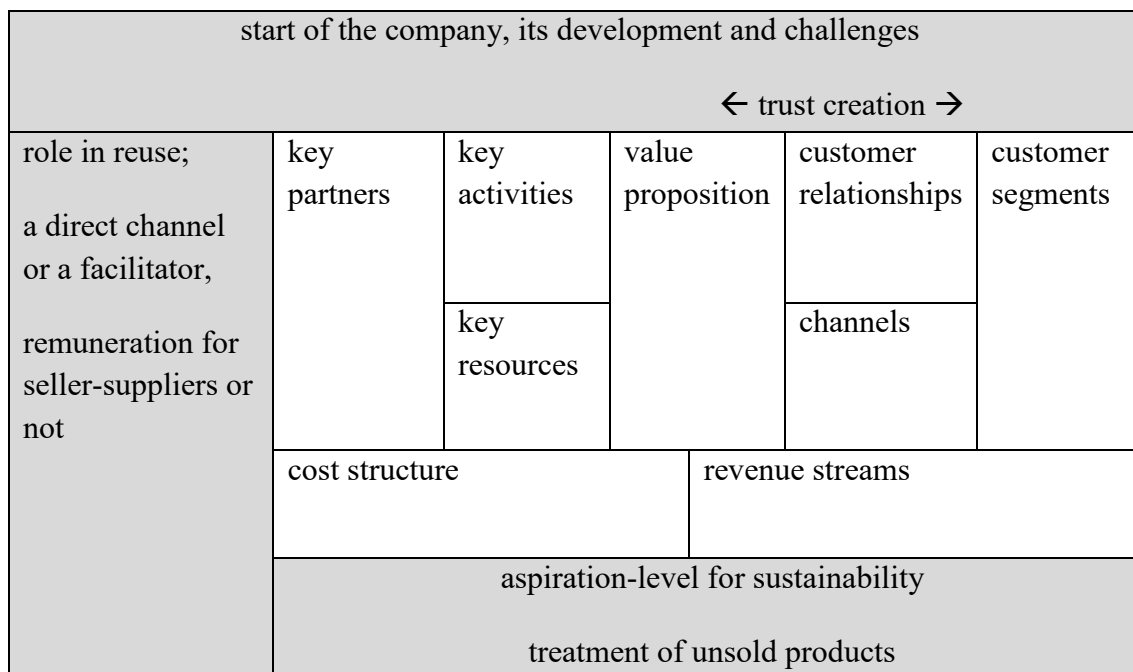 start of the company, its development and challenges
← trust creation →
role in reuse;
a direct channel
or a facilitator,
remuneration for
seller-suppliers or
not
key
partners
key
activities
key
resources
value
proposition
customer
relationships
channels
customer
segments
cost structure
revenue streams
aspiration-level for sustainability
treatment of unsold products